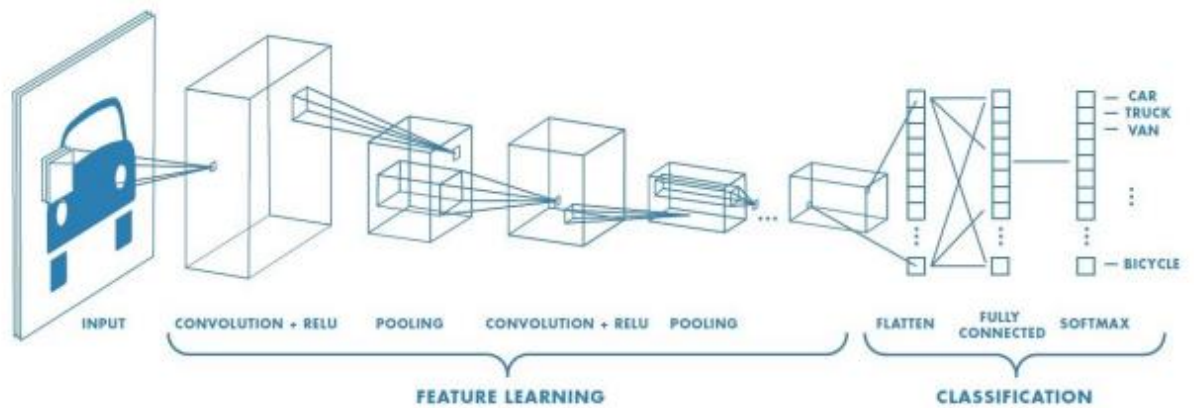 CAR
TRUCK
VAN
BICYCLE
INPUT
CONVOLUTION + RELU
POOLING
CONVOLUTION + RELU
POOLING
FLATTEN
FULLY
CONNECTED
SOFTMAX
FEATURE LEARNING
CLASSIFICATION